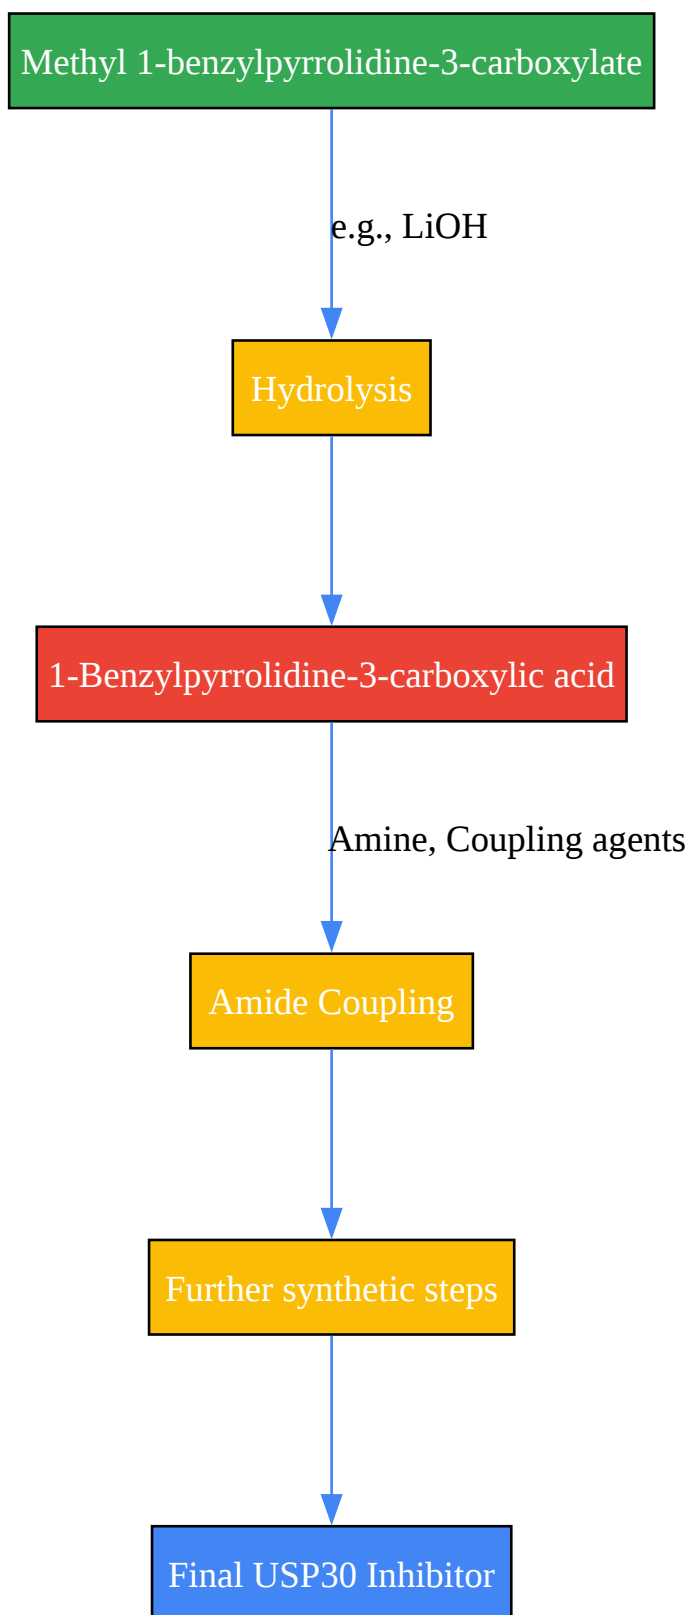 Methyl 1-benzylpyrrolidine-3-carboxylate
e.g., LiOH
Hydrolysis
1-Benzylpyrrolidine-3-carboxylic acid
Amine, Coupling agents
Amide Coupling
Further synthetic steps
Final USP30 Inhibitor